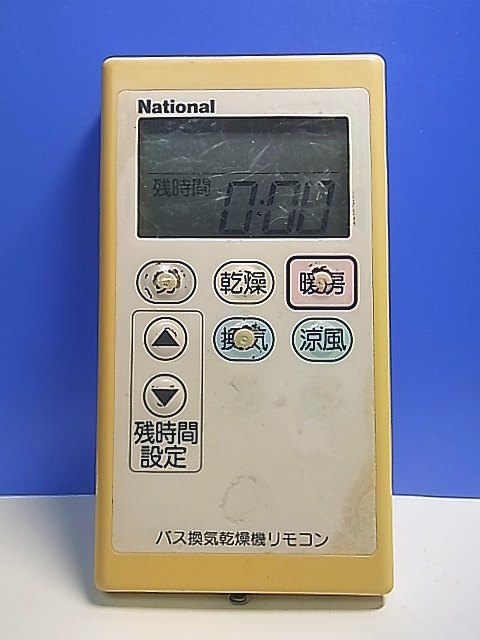 National
残時間 0:00
乾燥 暖房
換気 涼風
▲
▼
残時間
設定
バス換気乾燥機リモコン